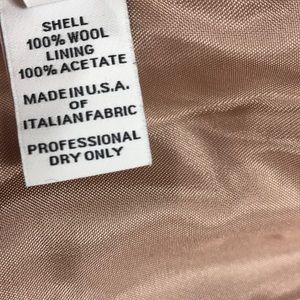 SHELL
100% WOOL
LINING
100% ACETATE
MADE IN U.S.A.
OF
ITALIAN FABRIC
PROFESSIONAL
DRY ONLY